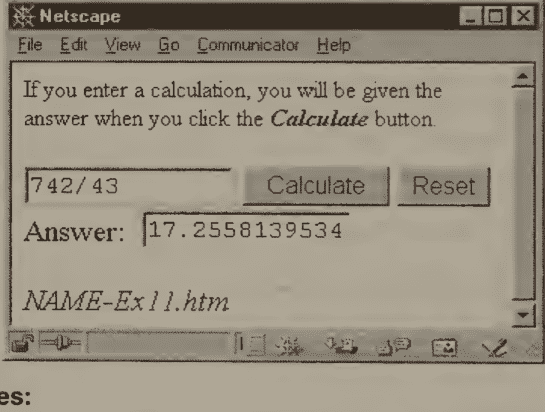 Netscape
File Edit View Go Communicator Help
If you enter a calculation, you will be given the
answer when you click the Calculate button.
742/43 Calculate Reset
Answer: 17.2558139534
NAME-Ex11.htm
es: